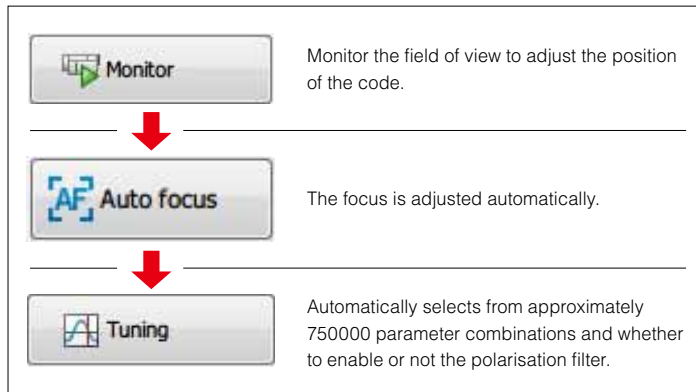 Monitor
Monitor the field of view to adjust the position
of the code.
AF Auto focus
The focus is adjusted automatically.
Tuning
Automatically selects from approximately
750000 parameter combinations and whether
to enable or not the polarisation filter.